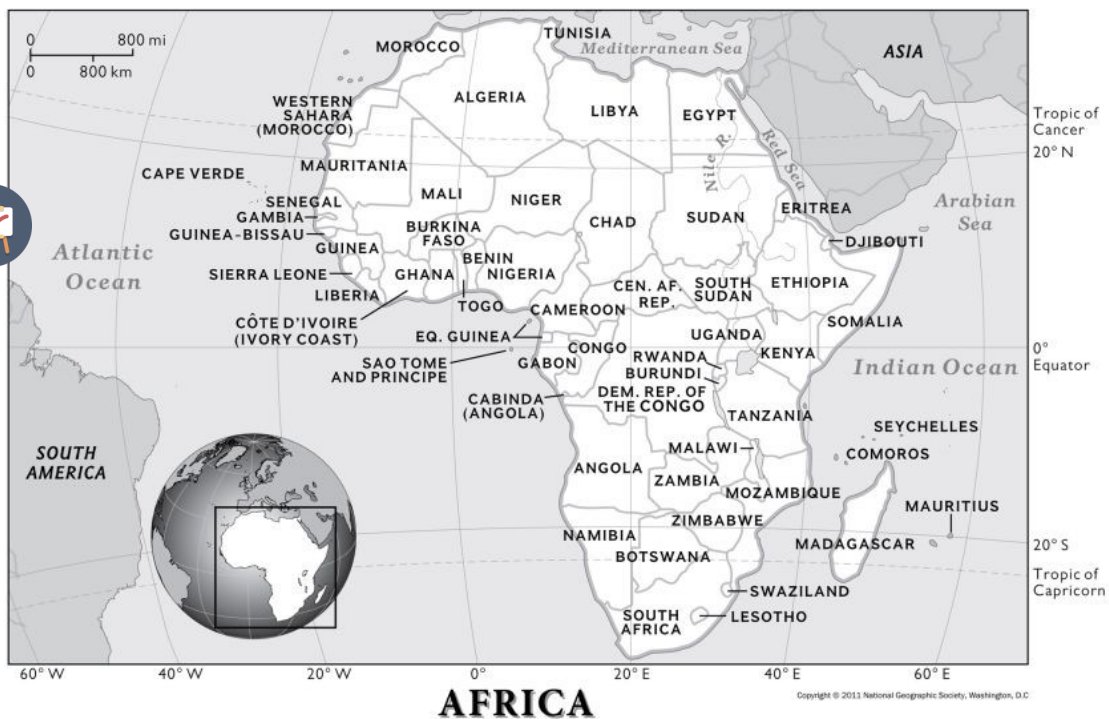 0 800 mi
0 800 km
MOROCCO
TUNISIA
Mediterranean Sea
ASIA
ALGERIA
LIBYA
EGYPT
WESTERN
SAHARA
(MOROCCO)
Tropic of
Cancer
20° N
Nile R.
Red Sea
MAURITANIA
CAPE VERDE
MALI
NIGER
CHAD
SUDAN
ERITREA
Arabian
Sea
SENEGAL
GAMBIA
GUINEA-BISSAU
GUINEA
BURKINA
FASO
DJIBOUTI
Atlantic
Ocean
BENIN
NIGERIA
SIERRA LEONE
GHANA
CEN. AF.
REP.
SOUTH
SUDAN
ETHIOPIA
LIBERIA
TOGO
CAMEROON
CÔTE D'IVOIRE
(IVORY COAST)
SOMALIA
EQ. GUINEA
UGANDA
KENYA
0°
Equator
CONGO
GABON
SAO TOME
AND PRINCIPE
RWANDA
BURUNDI
Indian Ocean
DEM. REP. OF
THE CONGO
CABINDA
(ANGOLA)
TANZANIA
SEYCHELLES
SOUTH
AMERICA
MALAWI
COMOROS
ANGOLA
ZAMBIA
MOZAMBIQUE
MAURITIUS
ZIMBABWE
NAMIBIA
MADAGASCAR
20° S
BOTSWANA
Tropic of
Capricorn
SWAZILAND
SOUTH
AFRICA
LESOTHO
60° W 40° W 20° W 0° 20° E 40° E 60° E
AFRICA
Copyright © 2011 National Geographic Society, Washington, D.C